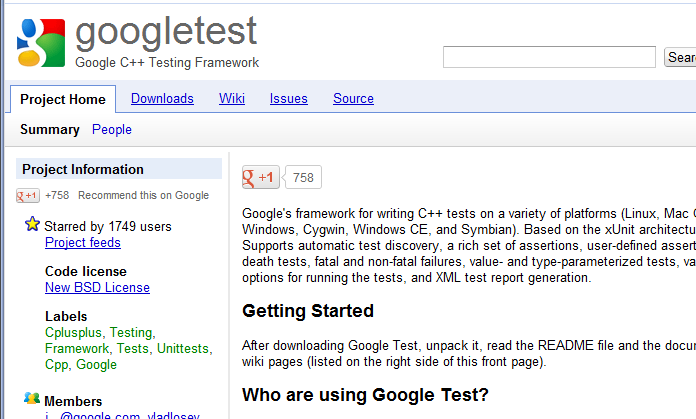 googletest
Google C++ Testing Framework
Sear
Project Home Downloads Wiki Issues Source
Summary People
Project Information
g +1 +758 Recommend this on Google
Starred by 1749 users
Project feeds
Code license
New BSD License
Labels
Cplusplus, Testing,
Framework, Tests, Unittests,
Cpp, Google
Members
j...@google.com, vladlosev
g +1 758
Google's framework for writing C++ tests on a variety of platforms (Linux, Mac
Windows, Cygwin, Windows CE, and Symbian). Based on the xUnit architectu
Supports automatic test discovery, a rich set of assertions, user-defined assert
death tests, fatal and non-fatal failures, value- and type-parameterized tests, va
options for running the tests, and XML test report generation.
Getting Started
After downloading Google Test, unpack it, read the README file and the docu
wiki pages (listed on the right side of this front page).
Who are using Google Test?